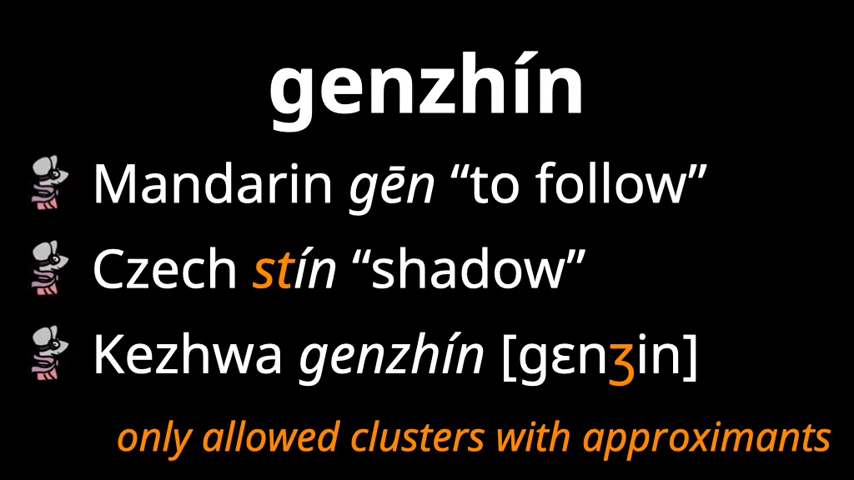 genzhín
Mandarin gēn “to follow”
Czech stín “shadow”
Kezhwa genzhín [gɛnʒin]
only allowed clusters with approximants